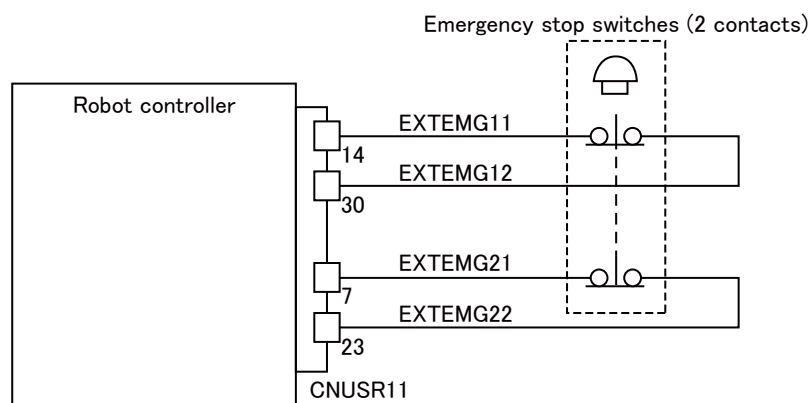 Emergency stop switches (2 contacts)
Robot controller
EXTEMG11
14
EXTEMG12
30
EXTEMG21
7
EXTEMG22
23
CNUSR11